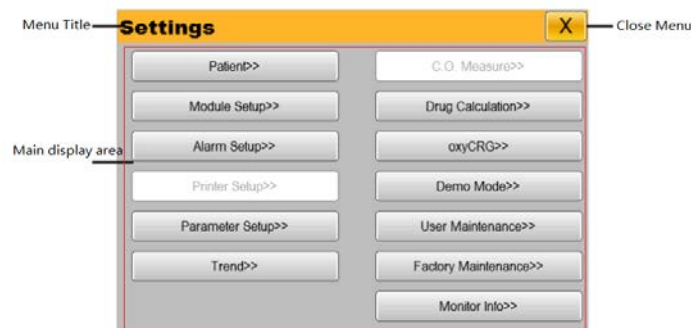 Menu Title
Settings
X
Close Menu
Main display area
Patient>>
Module Setup>>
Alarm Setup>>
Printer Setup>>
Parameter Setup>>
Trend>>
C.O. Measure>>
Drug Calculation>>
oxyCRG>>
Demo Mode>>
User Maintenance>>
Factory Maintenance>>
Monitor Info>>